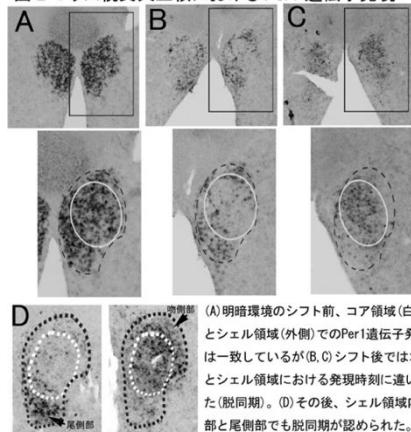 A
B
C
D
吻側部
尾側部
(A)明暗環境のシフト前、コア領域(白
とシェル領域(外側)でのPer1遺伝子発
は一致しているが(B,C)シフト後では
とシェル領域における発現時刻に違い
た(脱同期)。(D)その後、シェル領域
部と尾側部でも脱同期が認められた。